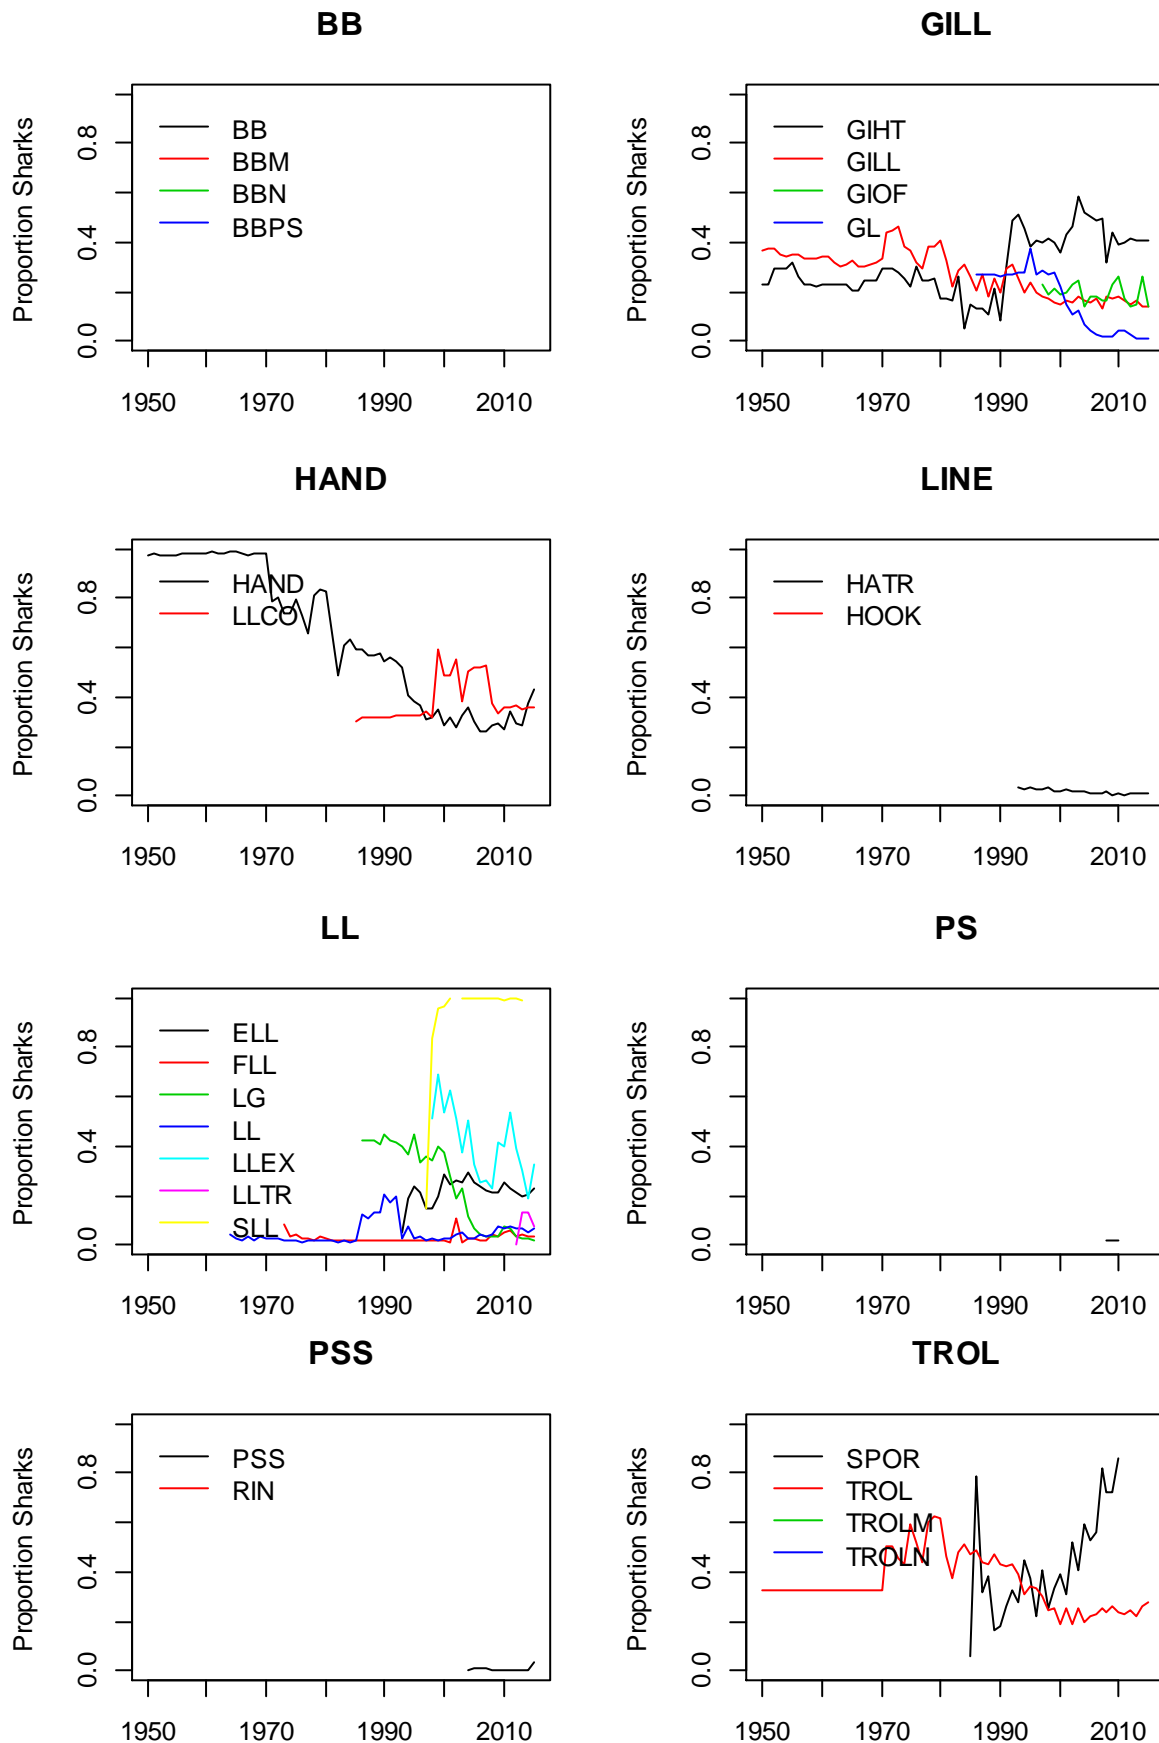 BB
Proportion Sharks
0.0 0.4 0.8
BB
BBM
BBN
BBPS
1950 1970 1990 2010
GILL
Proportion Sharks
0.0 0.4 0.8
GIHT
GILL
GIOF
GL
1950 1970 1990 2010
HAND
Proportion Sharks
0.0 0.4 0.8
HAND
LLCO
1950 1970 1990 2010
LINE
Proportion Sharks
0.0 0.4 0.8
HATR
HOOK
1950 1970 1990 2010
LL
Proportion Sharks
0.0 0.4 0.8
ELL
FLL
LG
LL
LLEX
LLTR
SLL
1950 1970 1990 2010
PS
Proportion Sharks
0.0 0.4 0.8
1950 1970 1990 2010
PSS
Proportion Sharks
0.0 0.4 0.8
PSS
RIN
1950 1970 1990 2010
TROL
Proportion Sharks
0.0 0.4 0.8
SPOR
TROL
TROLM
TROLN
1950 1970 1990 2010